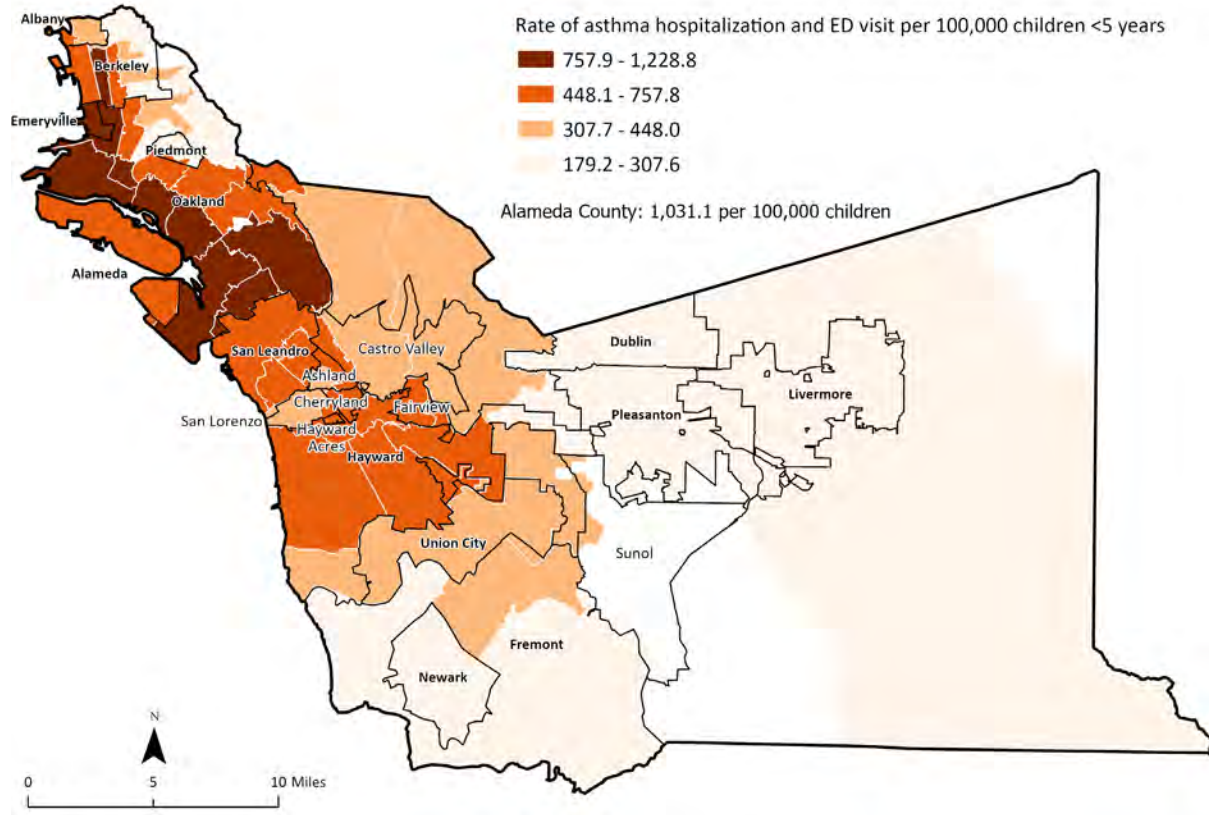 Rate of asthma hospitalization and ED visit per 100,000 children <5 years
757.9 - 1,228.8
448.1 - 757.8
307.7 - 448.0
179.2 - 307.6
Alameda County: 1,031.1 per 100,000 children
Albany
Berkeley
Emeryville
Piedmont
Oakland
Alameda
San Leandro
Castro Valley
Ashland
Cherryland
Fairview
San Lorenzo
Hayward
Acres
Hayward
Dublin
Livermore
Pleasanton
Union City
Sunol
Fremont
Newark
N
0 5 10 Miles